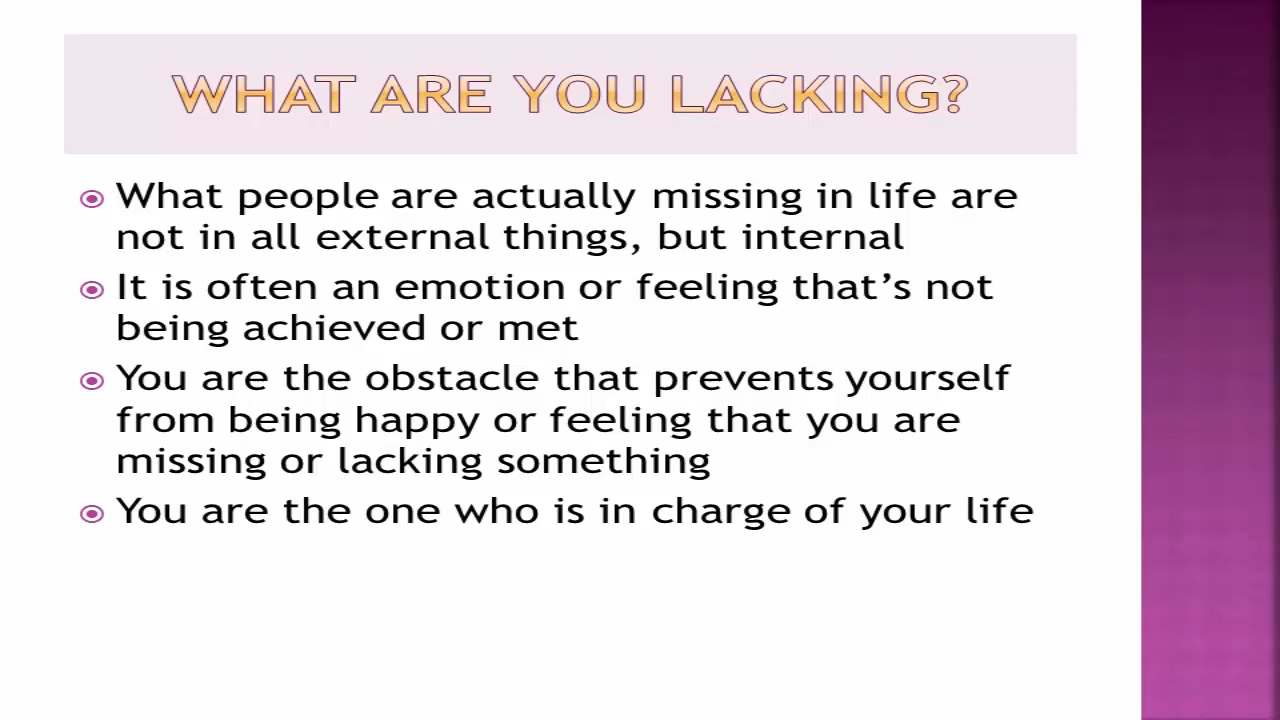 WHAT ARE YOU LACKING?
What people are actually missing in life are
not in all external things, but internal
It is often an emotion or feeling that’s not
being achieved or met
You are the obstacle that prevents yourself
from being happy or feeling that you are
missing or lacking something
You are the one who is in charge of your life